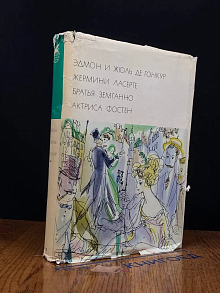 ЭДМОН И ЖЮЛЬ ДЕ ГОНКУР
ЖЕРМИНИ ЛАСЕРТЕ
БРАТЬЯ ЗЕМГАННО
АКТРИСА ФОСТЕН